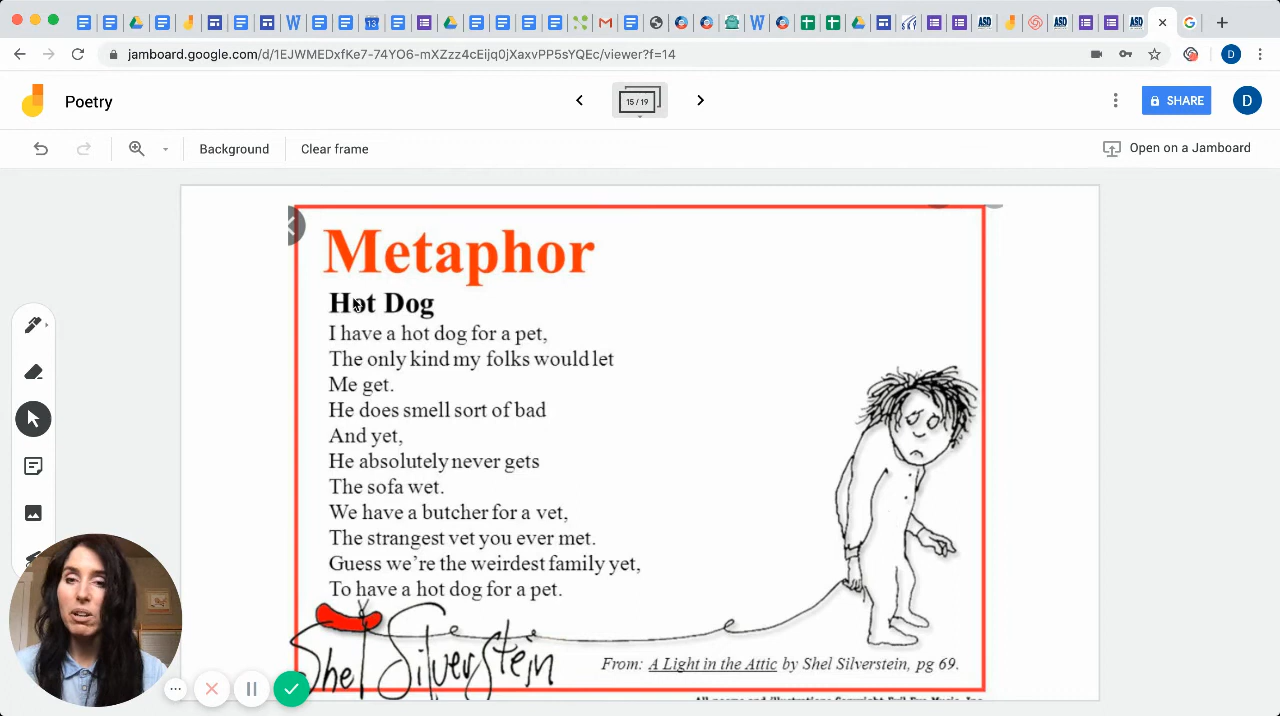 jamboard.google.com/d/1EJWMEDxfKe7-74YO6-mXZzz4cEijq0jXaxvPP5sYQEc/viewer?f=14
Poetry
15 / 19
SHARE
D
Background
Clear frame
Open on a Jamboard
Metaphor
Hot Dog
I have a hot dog for a pet,
The only kind my folks would let
Me get.
He does smell sort of bad
And yet,
He absolutely never gets
The sofa wet.
We have a butcher for a vet,
The strangest vet you ever met.
Guess we're the weirdest family yet,
To have a hot dog for a pet.
Shel Silverstein
From: A Light in the Attic by Shel Silverstein, pg 69.